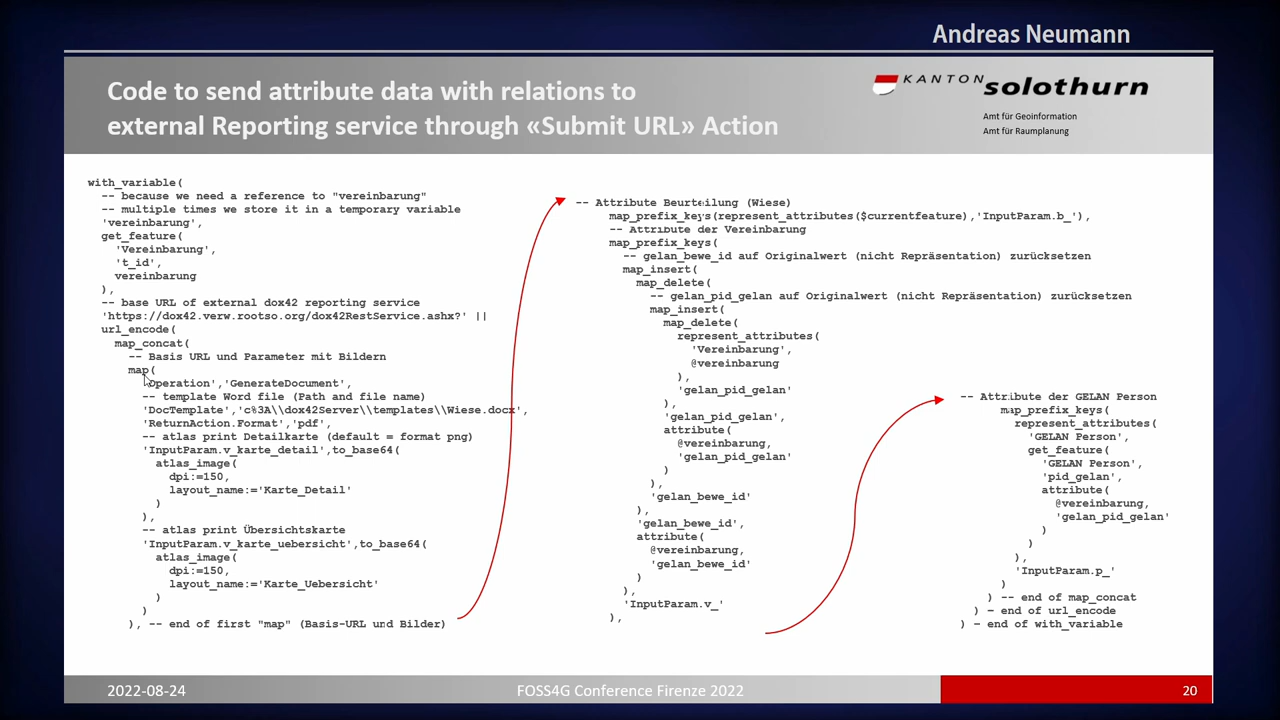 Andreas Neumann
Code to send attribute data with relations to
external Reporting service through «Submit URL» Action
KANTON solothurn
Amt für Geoinformation
Amt für Raumplanung
with_variable(
-- because we need a reference to "vereinbarung"
-- multiple times we store it in a temporary variable
'vereinbarung',
get_feature(
'Vereinbarung',
't_id',
vereinbarung
),
-- base URL of external dox42 reporting service
'https://dox42.verw.rootso.org/dox42RestService.ashx?' ||
url_encode(
map_concat(
-- Basis URL und Parameter mit Bildern
map(
'Operation','GenerateDocument',
-- template Word file (Path and file name)
'DocTemplate','c%3A\\dox42Server\\templates\\Wiese.docx',
'ReturnAction.Format','pdf',
-- atlas print Detailkarte (default = format png)
'InputParam.v_karte_detail',to_base64(
atlas_image(
dpi:=150,
layout_name:='Karte_Detail'
)
),
-- atlas print Übersichtskarte
'InputParam.v_karte_uebersicht',to_base64(
atlas_image(
dpi:=150,
layout_name:='Karte_Uebersicht'
)
)
), -- end of first "map" (Basis-URL und Bilder)
-- Attribute Beurteilung (Wiese)
map_prefix_keys(represent_attributes($currentfeature),'InputParam.b_'),
-- Attribute der Vereinbarung
map_prefix_keys(
-- gelan_bewe_id auf Originalwert (nicht Repräsentation) zurücksetzen
map_insert(
map_delete(
-- gelan_pid_gelan auf Originalwert (nicht Repräsentation) zurücksetzen
map_insert(
map_delete(
represent_attributes(
'Vereinbarung',
@vereinbarung
),
'gelan_pid_gelan'
),
'gelan_pid_gelan',
attribute(
@vereinbarung,
'gelan_pid_gelan'
)
),
'gelan_bewe_id'
),
'gelan_bewe_id',
attribute(
@vereinbarung,
'gelan_bewe_id'
)
),
'InputParam.v_'
),
-- Attribute der GELAN Person
map_prefix_keys(
represent_attributes(
'GELAN Person',
get_feature(
'GELAN Person',
'pid_gelan',
attribute(
@vereinbarung,
'gelan_pid_gelan'
)
)
),
'InputParam.p_'
)
) -- end of map_concat
) – end of url_encode
) – end of with_variable
2022-08-24
FOSS4G Conference Firenze 2022
20